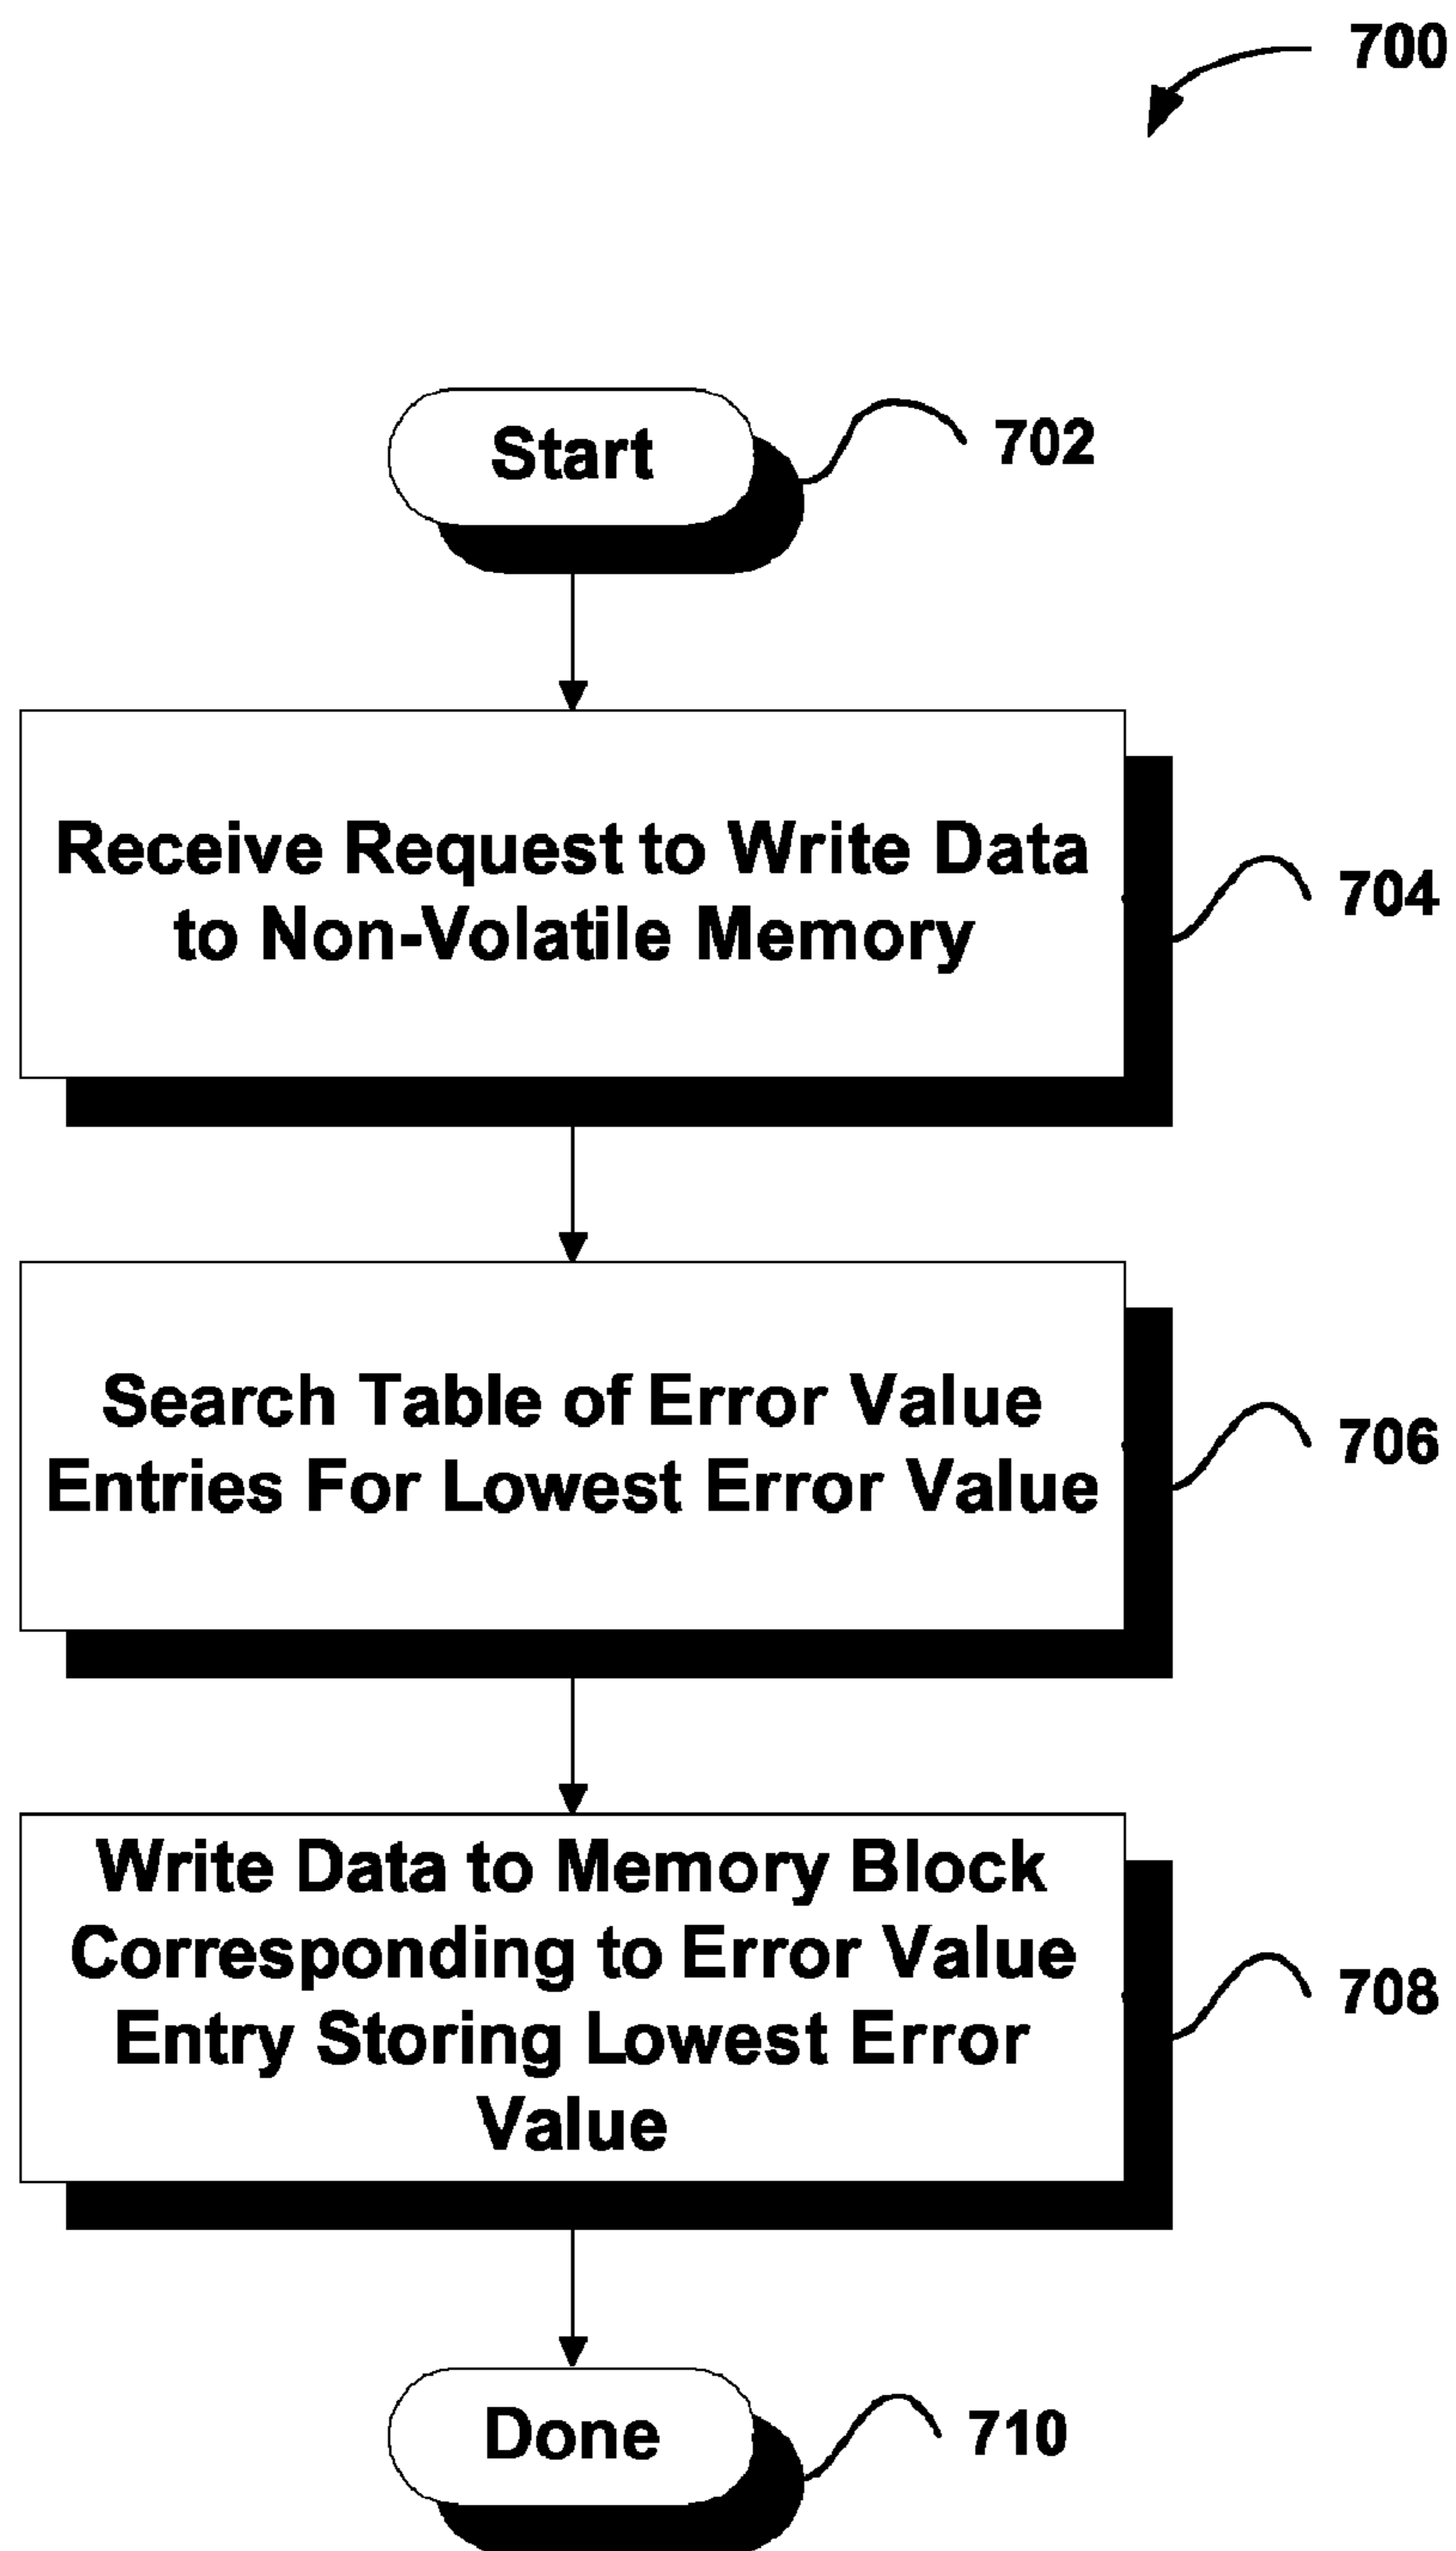 700
Start
702
Receive Request to Write Data
to Non-Volatile Memory
704
Search Table of Error Value
Entries For Lowest Error Value
706
Write Data to Memory Block
Corresponding to Error Value
Entry Storing Lowest Error
Value
708
Done
710